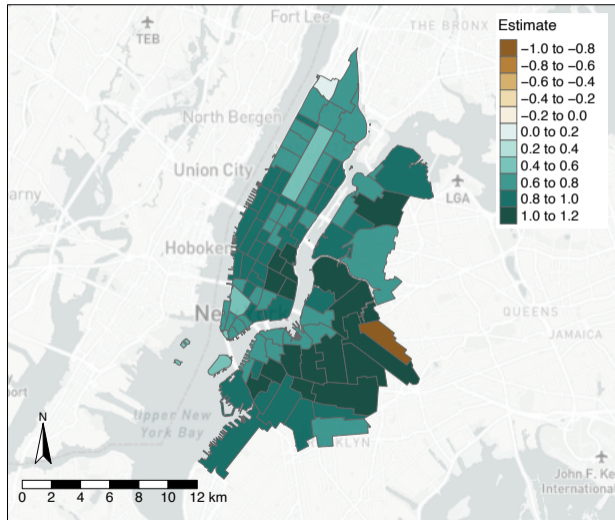 Fort Lee
THE BRONX
TEB
Estimate
−1.0 to −0.8
−0.8 to −0.6
−0.6 to −0.4
−0.4 to −0.2
−0.2 to 0.0
0.0 to 0.2
0.2 to 0.4
0.4 to 0.6
0.6 to 0.8
0.8 to 1.0
1.0 to 1.2
North Bergen
Union City
arny
LGA
Hoboken
New
QUEENS
JAMAICA
Upper New
York Bay
KLYN
N
0 2 4 6 8 10 12 km
John F. Ke
International
port